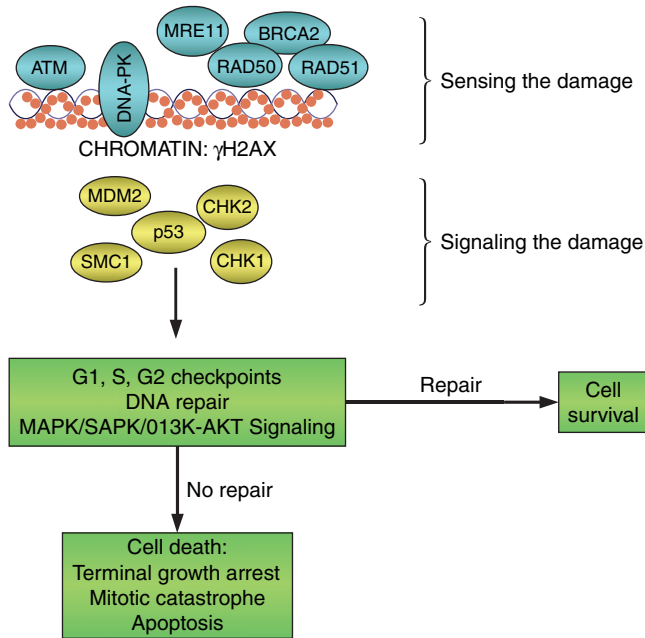 MRE11
BRCA2
ATM
DNA-PK
RAD50
RAD51
Sensing the damage
CHROMATIN: γH2AX
MDM2
CHK2
p53
Signaling the damage
SMC1
CHK1
G1, S, G2 checkpoints
DNA repair
MAPK/SAPK/013K-AKT Signaling
Repair
Cell
survival
No repair
Cell death:
Terminal growth arrest
Mitotic catastrophe
Apoptosis